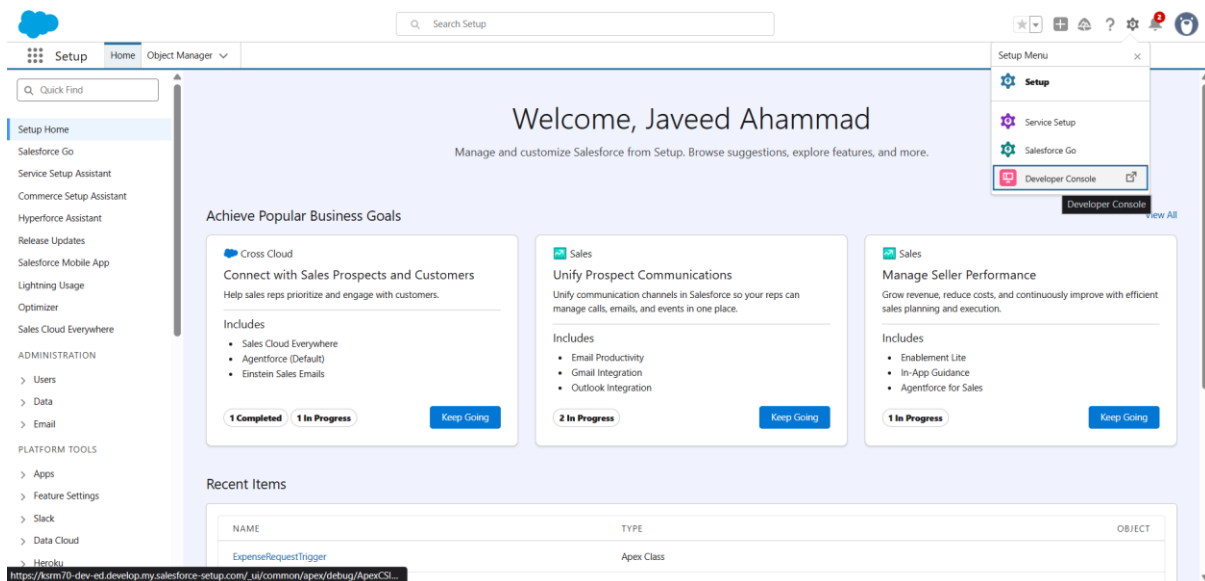 Search Setup
2
Setup
Home
Object Manager
Setup Menu
Quick Find
Setup
Service Setup
Salesforce Go
Developer Console
Developer Console
Setup Home
Salesforce Go
Service Setup Assistant
Commerce Setup Assistant
Hyperforce Assistant
Release Updates
Salesforce Mobile App
Lightning Usage
Optimizer
Sales Cloud Everywhere
ADMINISTRATION
Users
Data
Email
PLATFORM TOOLS
Apps
Feature Settings
Slack
Data Cloud
Heroku
Welcome, Javeed Ahammad
Manage and customize Salesforce from Setup. Browse suggestions, explore features, and more.
Achieve Popular Business Goals
View All
Cross Cloud
Connect with Sales Prospects and Customers
Help sales reps prioritize and engage with customers.
Includes
Sales Cloud Everywhere
Agentforce (Default)
Einstein Sales Emails
1 Completed
1 In Progress
Keep Going
Sales
Unify Prospect Communications
Unify communication channels in Salesforce so your reps can
manage calls, emails, and events in one place.
Includes
Email Productivity
Gmail Integration
Outlook Integration
2 In Progress
Keep Going
Sales
Manage Seller Performance
Grow revenue, reduce costs, and continuously improve with efficient
sales planning and execution.
Includes
Enablement Lite
In-App Guidance
Agentforce for Sales
1 In Progress
Keep Going
Recent Items
NAME TYPE OBJECT
ExpenseRequestTrigger Apex Class
https://ksrm70-dev-ed.develop.my.salesforce-setup.com/_ui/common/apex/debug/ApexCSI...